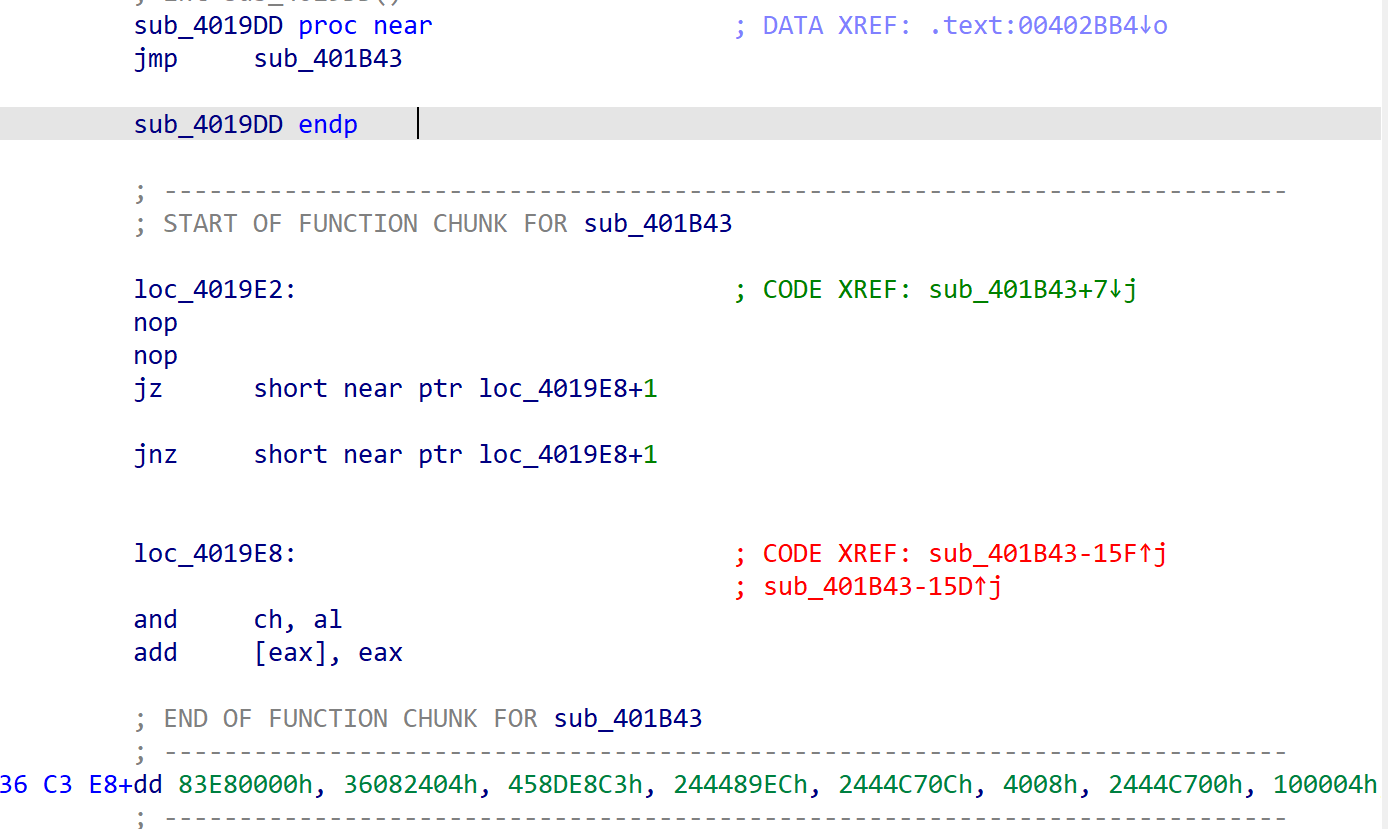 sub_4019DD proc near ; DATA XREF: .text:00402BB4↓o
jmp sub_401B43
sub_4019DD endp
; ---------------------------------------------------------------------------
; START OF FUNCTION CHUNK FOR sub_401B43
loc_4019E2: ; CODE XREF: sub_401B43+7↓j
nop
nop
jz short near ptr loc_4019E8+1
jnz short near ptr loc_4019E8+1
loc_4019E8: ; CODE XREF: sub_401B43-15F↑j
; sub_401B43-15D↑j
and ch, al
add [eax], eax
; END OF FUNCTION CHUNK FOR sub_401B43
; ---------------------------------------------------------------------------
36 C3 E8+dd 83E80000h, 36082404h, 458DE8C3h, 244489ECh, 2444C70Ch, 4008h, 2444C700h, 100004h
; ---------------------------------------------------------------------------